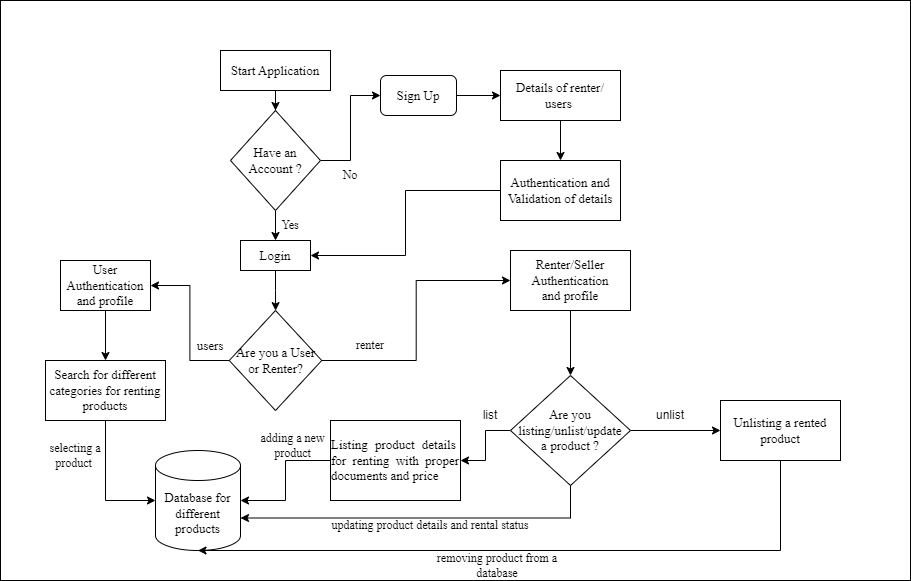 Start Application
Sign Up
Details of renter/
users
Have an
Account ?
No
Authentication and
Validation of details
Yes
Login
User
Authentication
and profile
Renter/Seller
Authentication
and profile
users
Are you a User
or Renter?
renter
Search for different
categories for renting
products
list
Are you
listing/unlist/update
a product ?
unlist
Unlisting a rented
product
selecting a
product
adding a new
product
Listing product details
for renting with proper
documents and price
Database for
different
products
updating product details and rental status
removing product from a
database